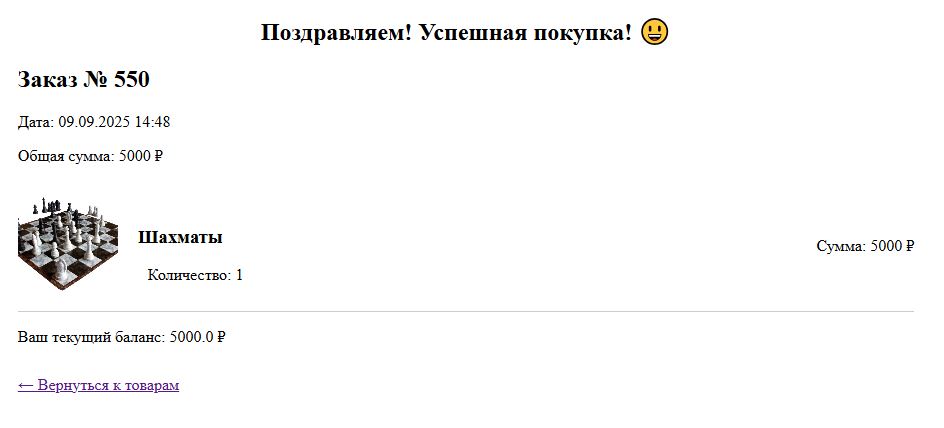 Поздравляем! Успешная покупка! 😃
Заказ № 550
Дата: 09.09.2025 14:48
Общая сумма: 5000 ₽
Шахматы
Количество: 1
Сумма: 5000 ₽
Ваш текущий баланс: 5000.0 ₽
← Вернуться к товарам